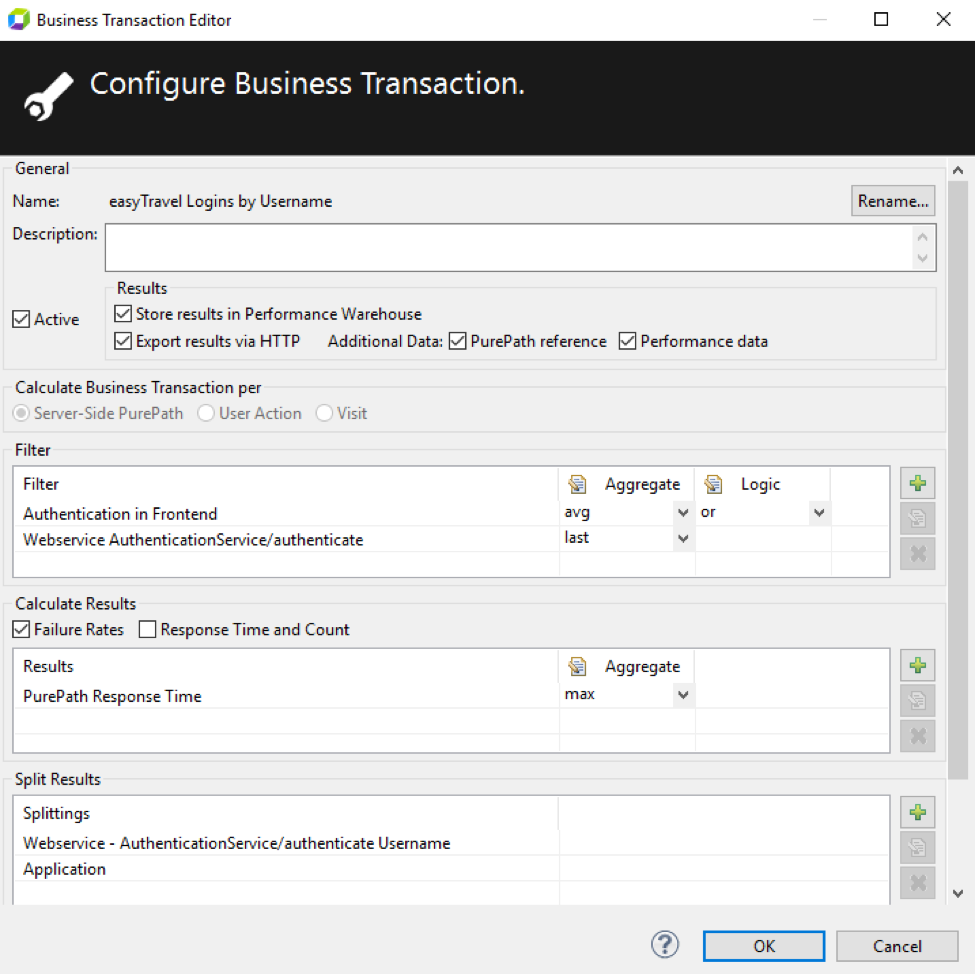 Business Transaction Editor
Configure Business Transaction.
General
Name: easyTravel Logins by Username Rename...
Description:
Results
Active Store results in Performance Warehouse
Export results via HTTP Additional Data: PurePath reference Performance data
Calculate Business Transaction per
Server-Side PurePath User Action Visit
Filter
Filter Aggregate Logic
Authentication in Frontend avg or
Webservice AuthenticationService/authenticate last
Calculate Results
Failure Rates Response Time and Count
Results Aggregate
PurePath Response Time max
Split Results
Splittings
Webservice - AuthenticationService/authenticate Username
Application
? OK Cancel